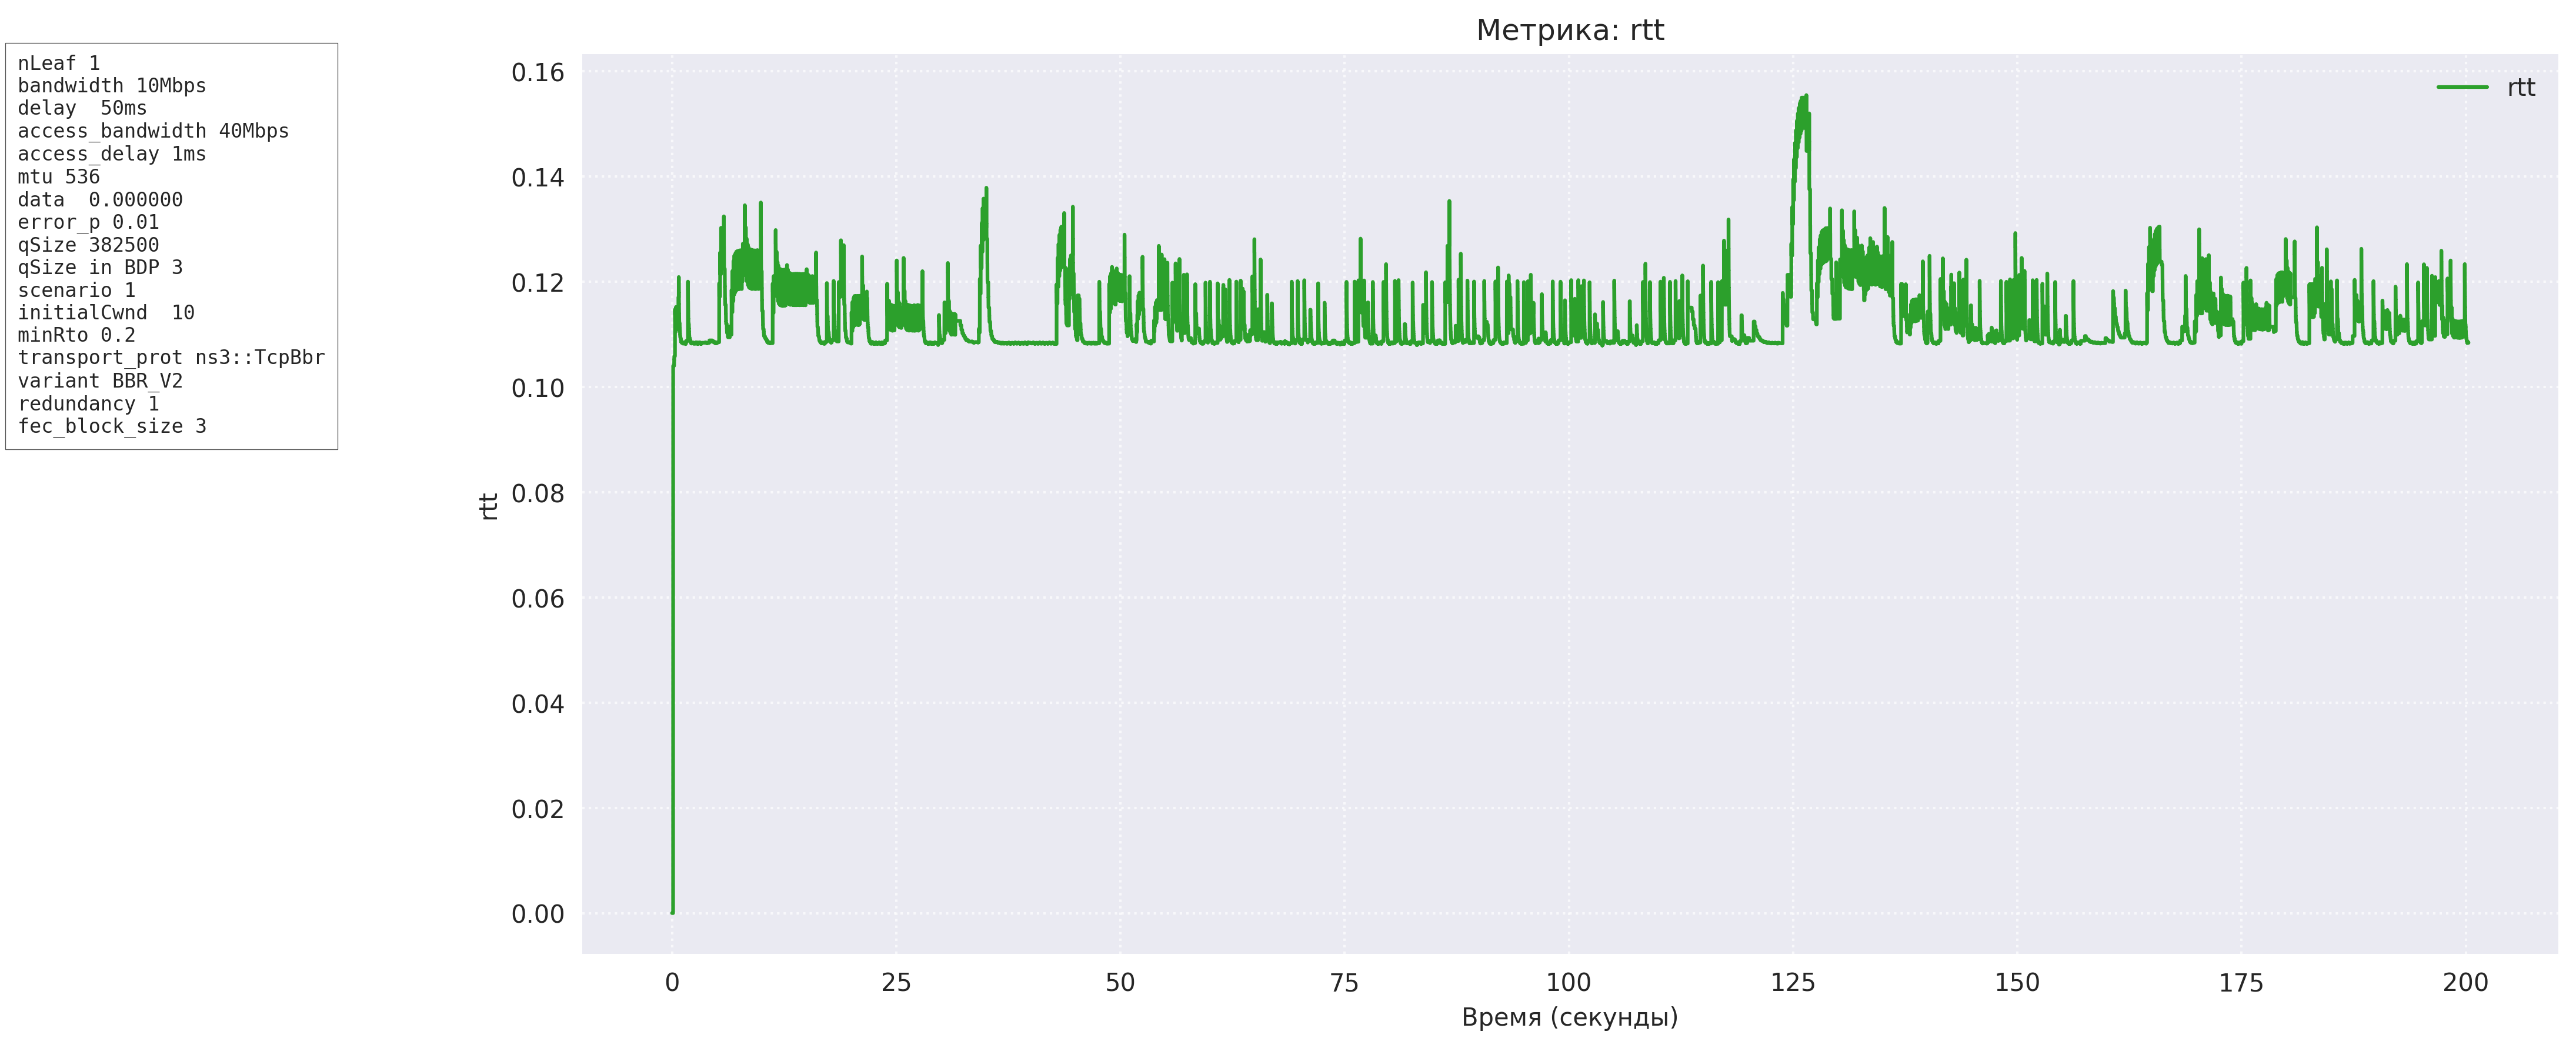 Метрика: rtt
nLeaf 1
bandwidth 10Mbps
delay  50ms
access_bandwidth 40Mbps
access_delay 1ms
mtu 536
data  0.000000
error_p 0.01
qSize 382500
qSize in BDP 3
scenario 1
initialCwnd  10
minRto 0.2
transport_prot ns3::TcpBbr
variant BBR_V2
redundancy 1
fec_block_size 3
rtt
0.16
0.14
0.12
0.10
0.08
0.06
0.04
0.02
0.00
rtt
0 25 50 75 100 125 150 175 200
Время (секунды)